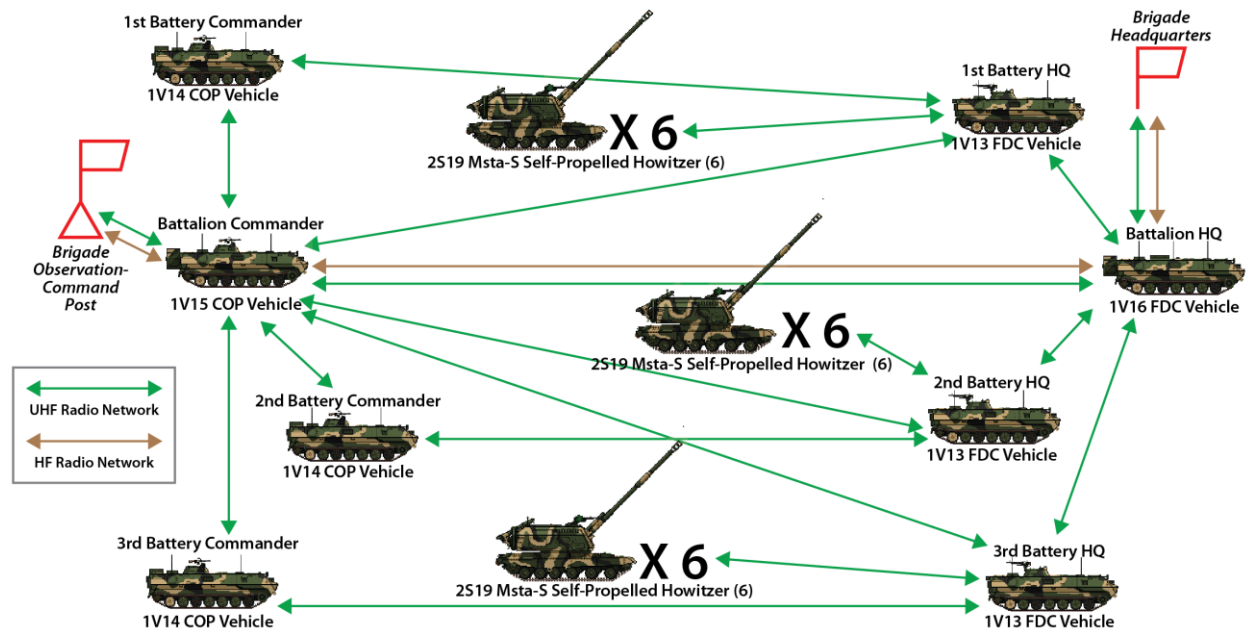 1st Battery Commander
1V14 COP Vehicle
X 6
2S19 Msta-S Self-Propelled Howitzer (6)
1st Battery HQ
1V13 FDC Vehicle
Brigade
Headquarters
Brigade
Observation-
Command
Post
Battalion Commander
1V15 COP Vehicle
Battalion HQ
1V16 FDC Vehicle
X 6
2S19 Msta-S Self-Propelled Howitzer (6)
UHF Radio Network
HF Radio Network
2nd Battery Commander
1V14 COP Vehicle
2nd Battery HQ
1V13 FDC Vehicle
3rd Battery Commander
1V14 COP Vehicle
X 6
2S19 Msta-S Self-Propelled Howitzer (6)
3rd Battery HQ
1V13 FDC Vehicle